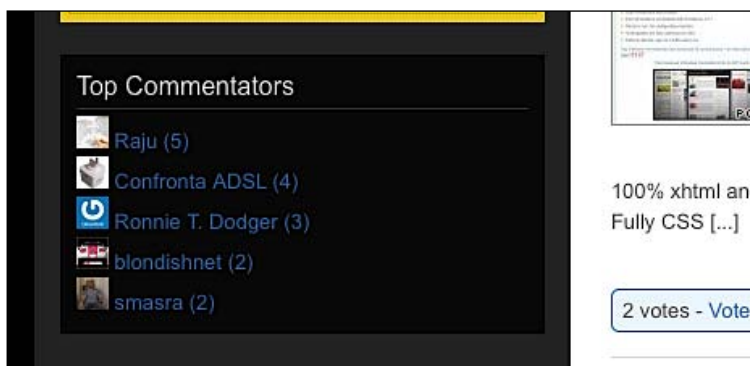 Top Commentators
Raju (5)
Confronta ADSL (4)
Ronnie T. Dodger (3)
blondishnet (2)
smasra (2)
100% xhtml an
Fully CSS [...]
2 votes - Vote